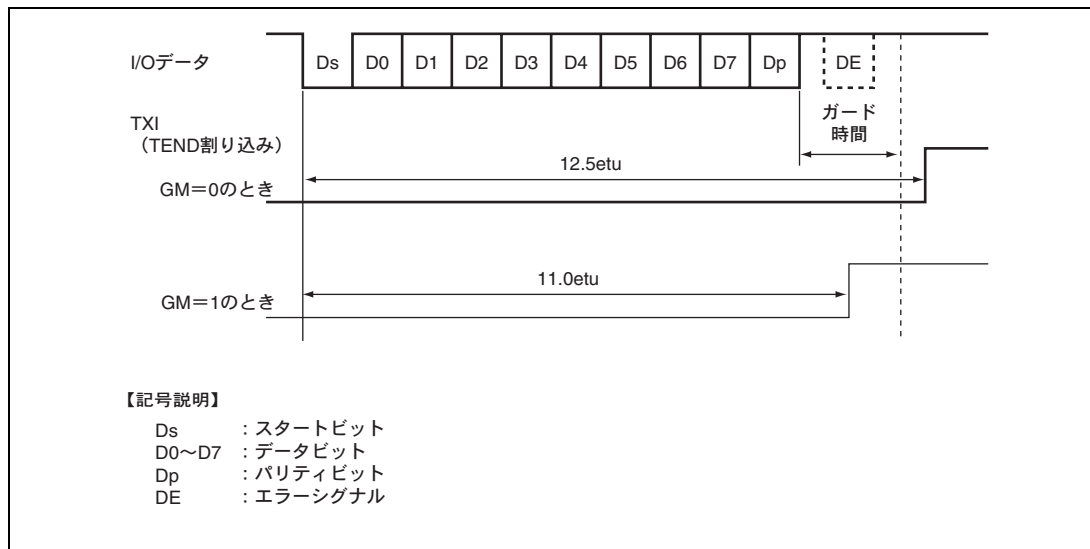 I/Oデータ
Ds D0 D1 D2 D3 D4 D5 D6 D7 Dp DE
ガード
時間
TXI
（TEND割り込み）
12.5etu
GM＝0のとき
11.0etu
GM＝1のとき
【記号説明】
Ds ：スタートビット
D0～D7 ：データビット
Dp ：パリティビット
DE ：エラーシグナル